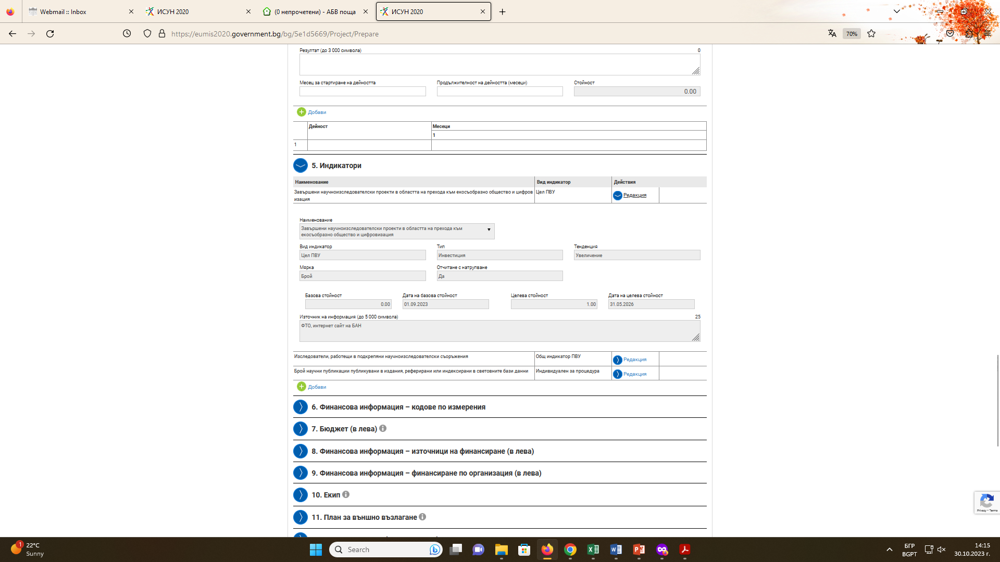 Webmail :: Inbox
ИСУН 2020
(0 непрочетени) - АБВ поща
ИСУН 2020
https://eumis2020.government.bg/bg/5e1d5669/Project/Prepare
70%
Резултат (до 3 000 символа) 0
Месец за стартиране на дейността Продължителност на дейността (месеци) Стойност
0.00
Добави
Дейност Месеци
1
1
5. Индикатори
Наименование Вид индикатор Действия
Завършени научноизследователски проекти в областта на прехода към екосъобразно общество и цифров Цел ПВУ Редакция
изация
Наименование
Завършени научноизследователски проекти в областта на прехода към
екосъобразно общество и цифровизация
Вид индикатор Тип Тенденция
Цел ПВУ Инвестиция Увеличение
Мярка Отчитане с натрупване
Брой Да
Базова стойност Дата на базова стойност Целева стойност Дата на целева стойност
0.00 01.09.2023 1.00 31.05.2026
Източник на информация (до 5 000 символа) 25
ФТО, интернет сайт на БАН
Изследователи, работещи в подкрепяни научноизследователски съоръжения Общ индикатор ПВУ Редакция
Брой научни публикации публикувани в издания, реферирани или индексирани в световните бази данни Индивидуален за процедура Редакция
Добави
6. Финансова информация – кодове по измерения
7. Бюджет (в лева)
8. Финансова информация – източници на финансиране (в лева)
9. Финансова информация – финансиране по организация (в лева)
10. Екип
11. План за външно възлагане
Privacy - Terms
1
22°C
Sunny
Search
БГР
BGPT
14:15
30.10.2023 г.